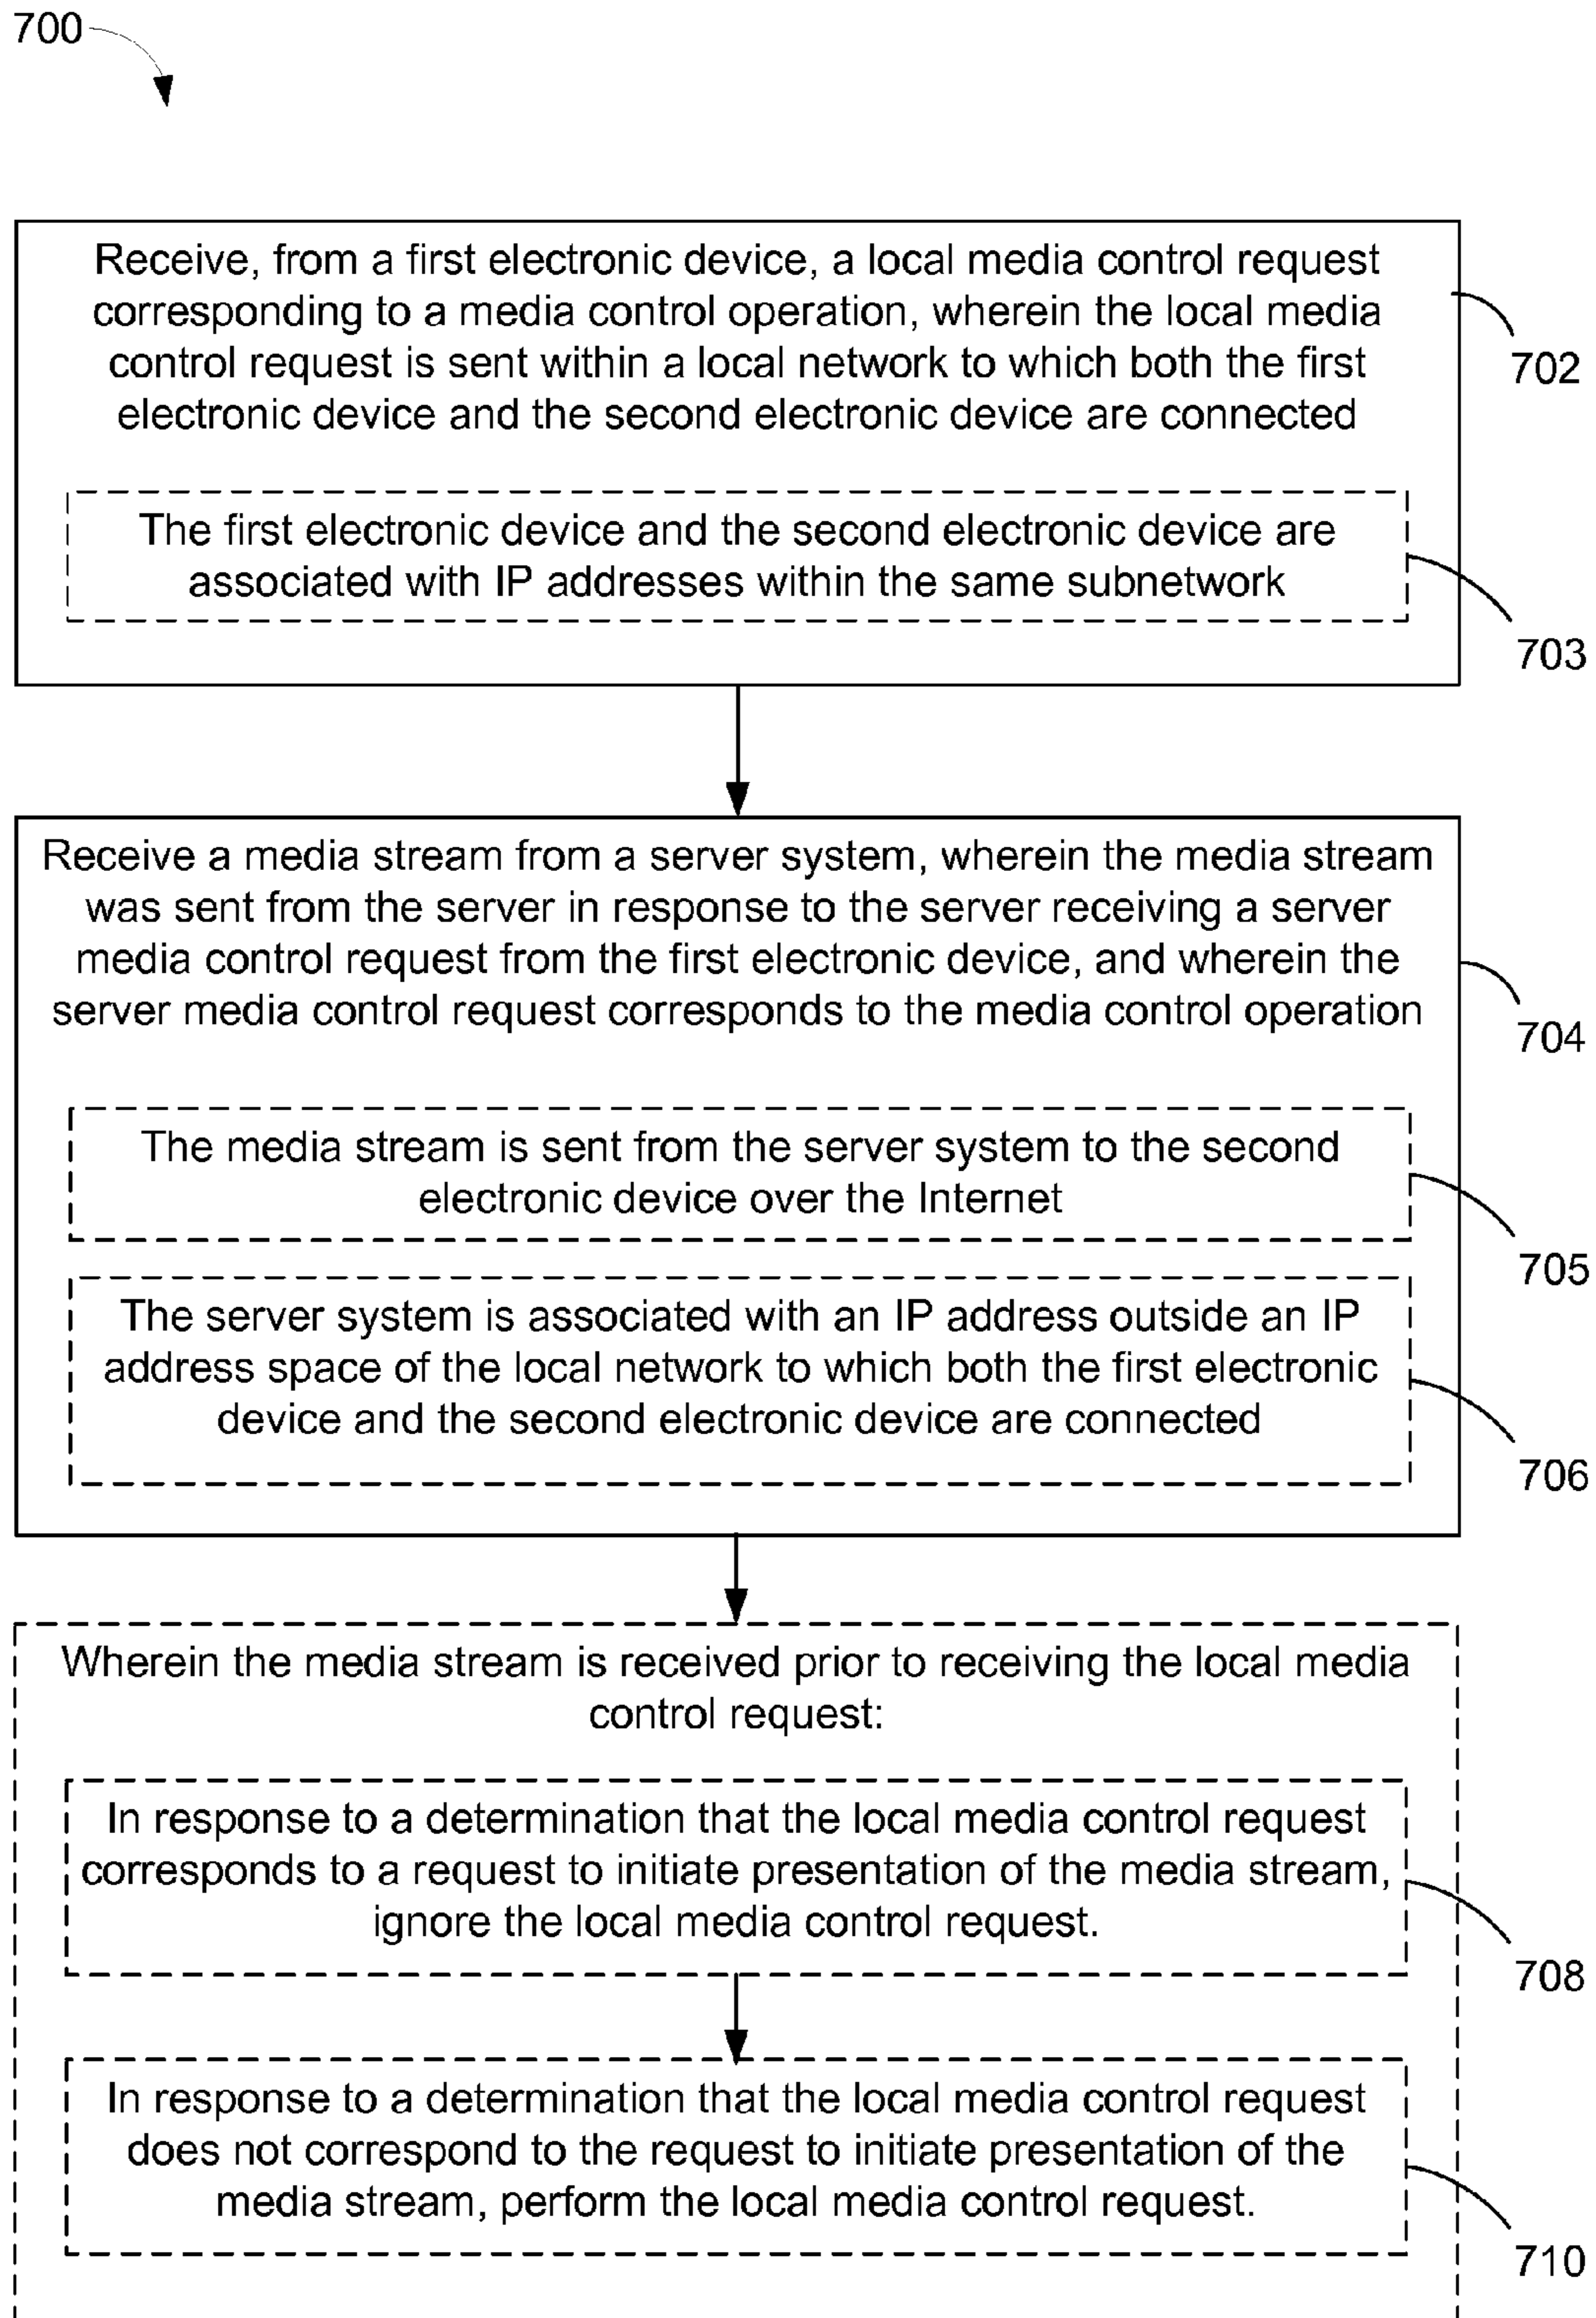 700
Receive, from a first electronic device, a local media control request
corresponding to a media control operation, wherein the local media
control request is sent within a local network to which both the first
electronic device and the second electronic device are connected
702
The first electronic device and the second electronic device are
associated with IP addresses within the same subnetwork
703
Receive a media stream from a server system, wherein the media stream
was sent from the server in response to the server receiving a server
media control request from the first electronic device, and wherein the
server media control request corresponds to the media control operation
704
The media stream is sent from the server system to the second
electronic device over the Internet
705
The server system is associated with an IP address outside an IP
address space of the local network to which both the first electronic
device and the second electronic device are connected
706
Wherein the media stream is received prior to receiving the local media
control request:
In response to a determination that the local media control request
corresponds to a request to initiate presentation of the media stream,
ignore the local media control request.
708
In response to a determination that the local media control request
does not correspond to the request to initiate presentation of the
media stream, perform the local media control request.
710